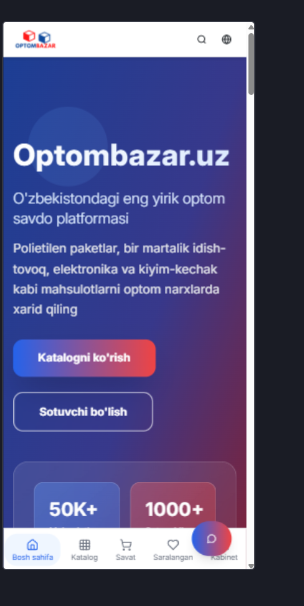 OPTOMBAZAR
Optombazar.uz
O'zbekistondagi eng yirik optom
savdo platformasi
Polietilen paketlar, bir martalik idish-
tovoq, elektronika va kiyim-kechak
kabi mahsulotlarni optom narxlarda
xarid qiling
Katalogni ko'rish
Sotuvchi bo'lish
50K+ 1000+
Bosh sahifa Katalog Savat Saralangan Kabinet